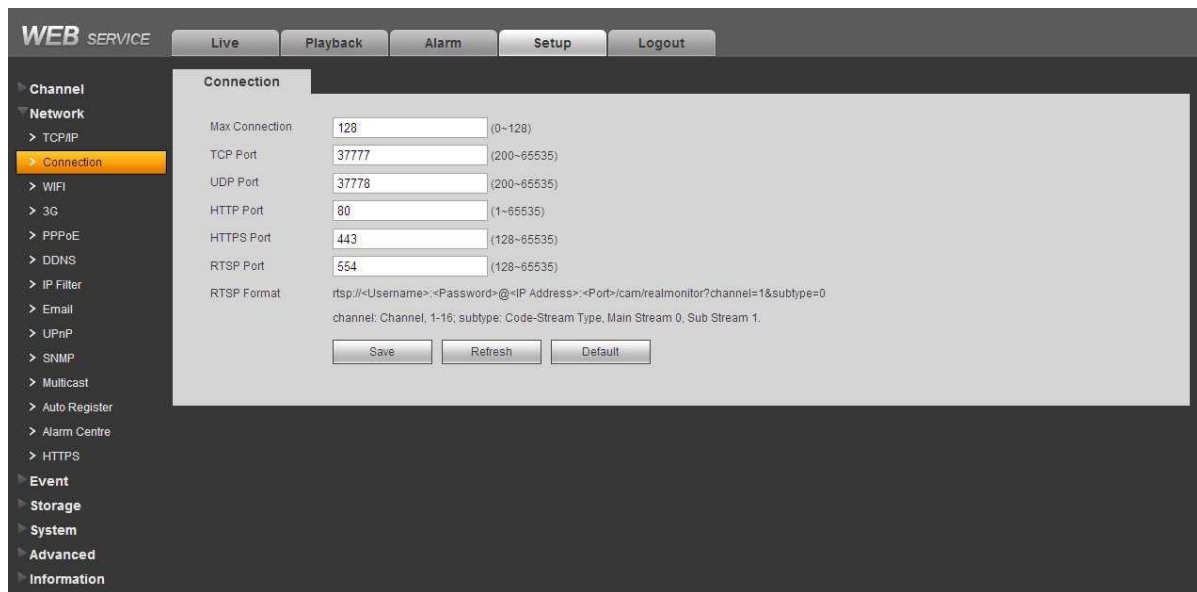 WEB SERVICE
Live Playback Alarm Setup Logout
Channel
Network
> TCP/IP
> Connection
> WIFI
> 3G
> PPPoE
> DDNS
> IP Filter
> Email
> UPnP
> SNMP
> Multicast
> Auto Register
> Alarm Centre
> HTTPS
Event
Storage
System
Advanced
Information
Connection
Max Connection 128 (0~128)
TCP Port 37777 (200~65535)
UDP Port 37778 (200~65535)
HTTP Port 80 (1~65535)
HTTPS Port 443 (128~65535)
RTSP Port 554 (128~65535)
RTSP Format rtsp://<Username>:<Password>@<IP Address>:<Port>/cam/realmonitor?channel=1&subtype=0
channel: Channel, 1-16; subtype: Code-Stream Type, Main Stream 0, Sub Stream 1.
Save Refresh Default